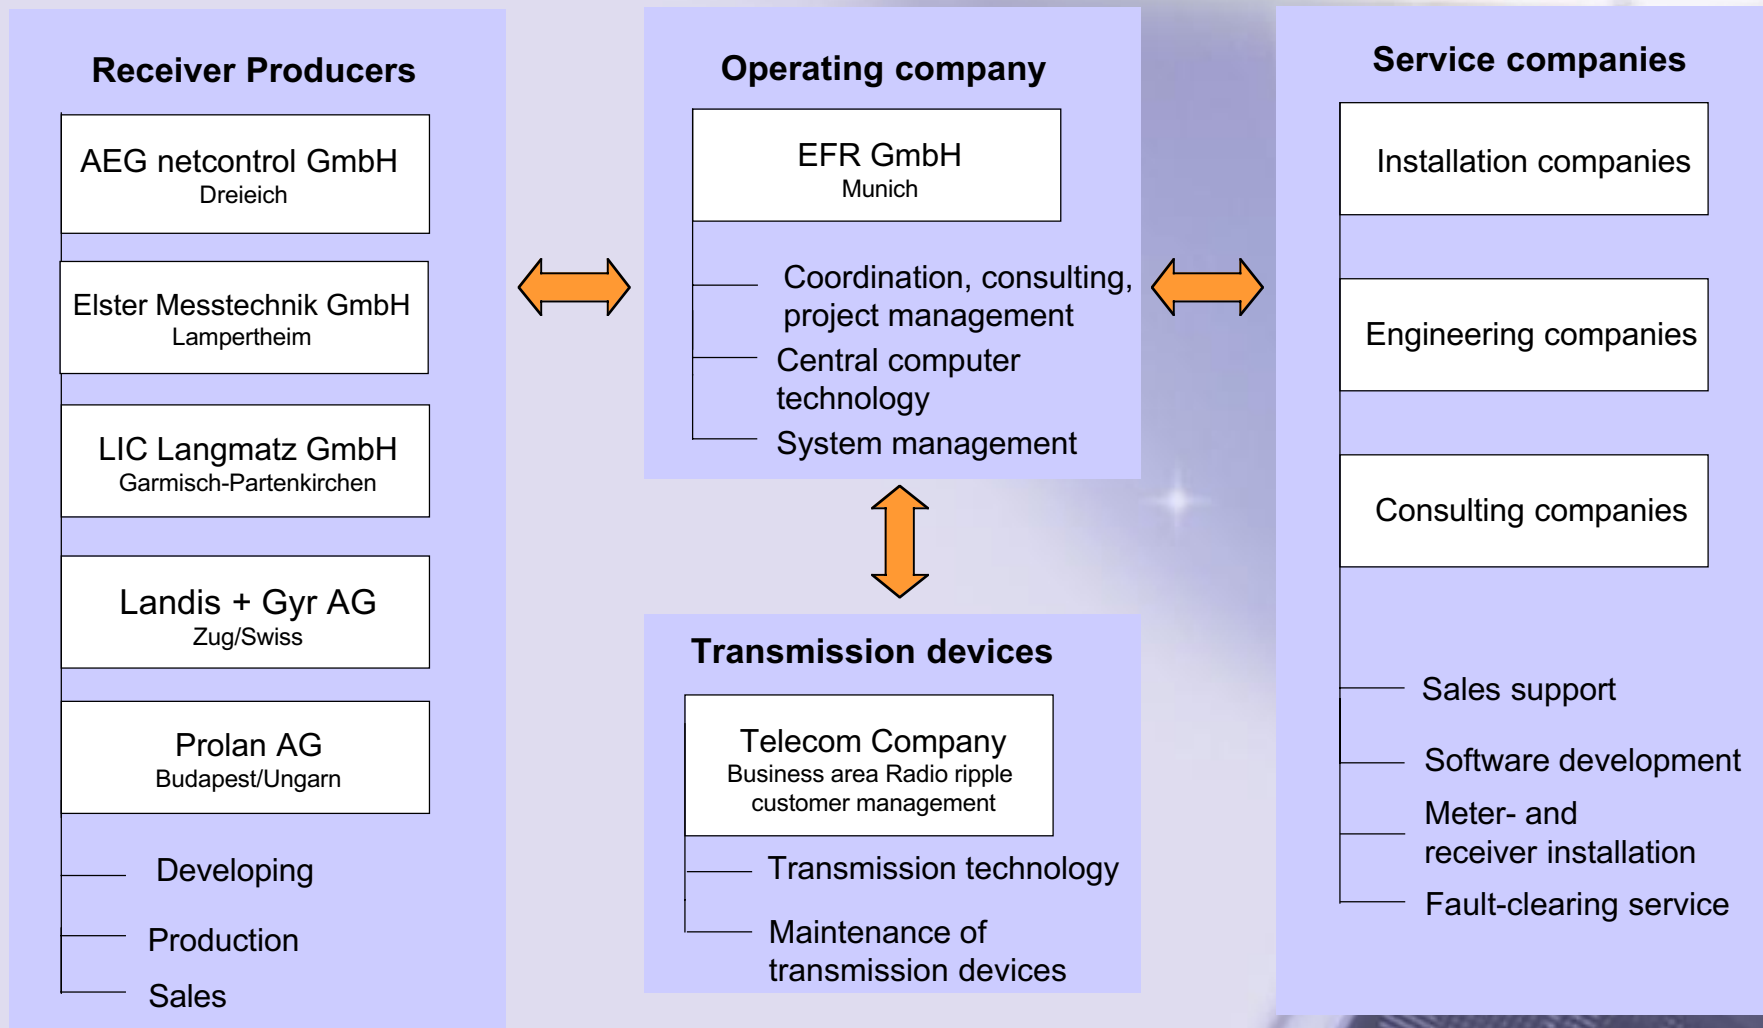 Receiver Producers
AEG netcontrol GmbH
Dreieich
Elster Messtechnik GmbH
Lampertheim
LIC Langmatz GmbH
Garmisch-Partenkirchen
Landis + Gyr AG
Zug/Swiss
Prolan AG
Budapest/Ungarn
Developing
Production
Sales
Operating company
EFR GmbH
Munich
Coordination, consulting,
project management
Central computer
technology
System management
Transmission devices
Telecom Company
Business area Radio ripple
customer management
Transmission technology
Maintenance of
transmission devices
Service companies
Installation companies
Engineering companies
Consulting companies
Sales support
Software development
Meter- and
receiver installation
Fault-clearing service